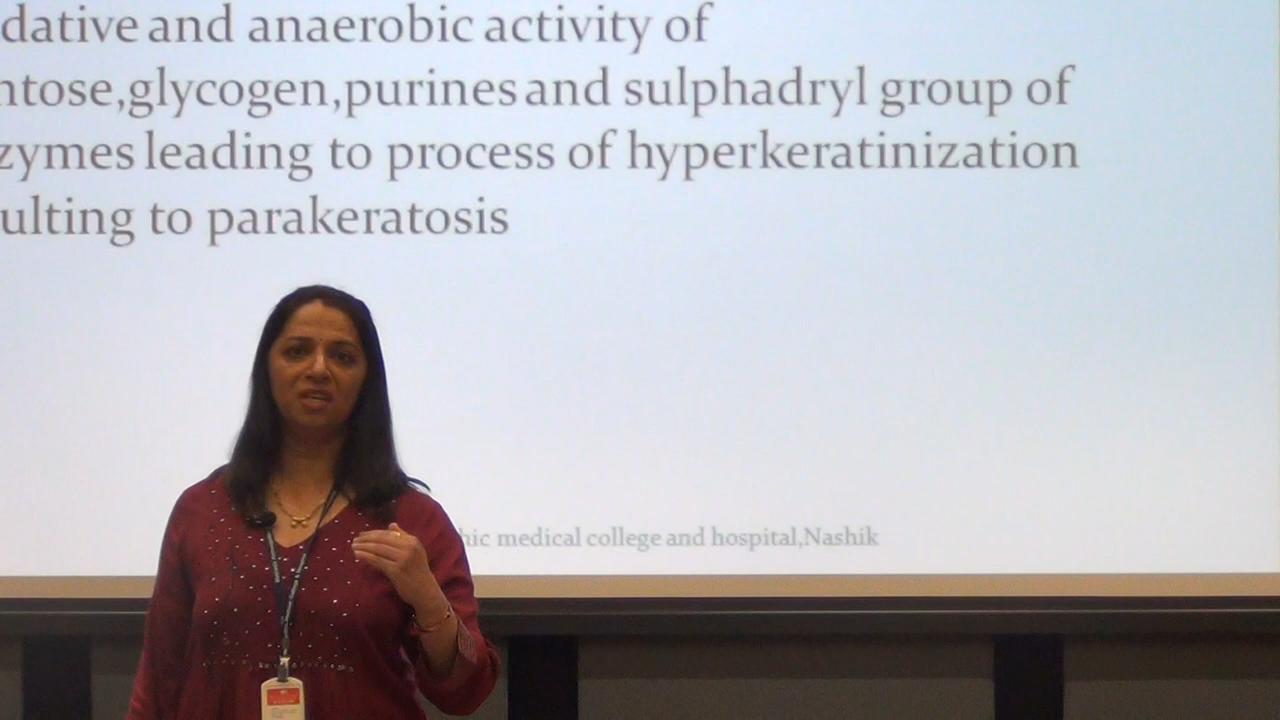 dative and anaerobic activity of
ntose,glycogen,purines and sulphadryl group of
zymes leading to process of hyperkeratinization
ulting to parakeratosis
hic medical college and hospital,Nashik